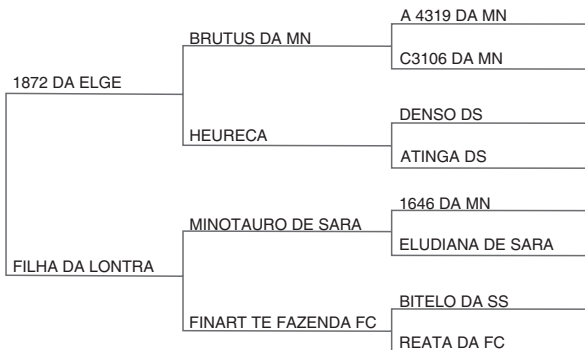 A 4319 DA MN
BRUTUS DA MN
C3106 DA MN
1872 DA ELGE
DENSO DS
HEURECA
ATINGA DS
1646 DA MN
MINOTAURO DE SARA
ELUDIANA DE SARA
FILHA DA LONTRA
BITELO DA SS
FINART TE FAZENDA FC
REATA DA FC